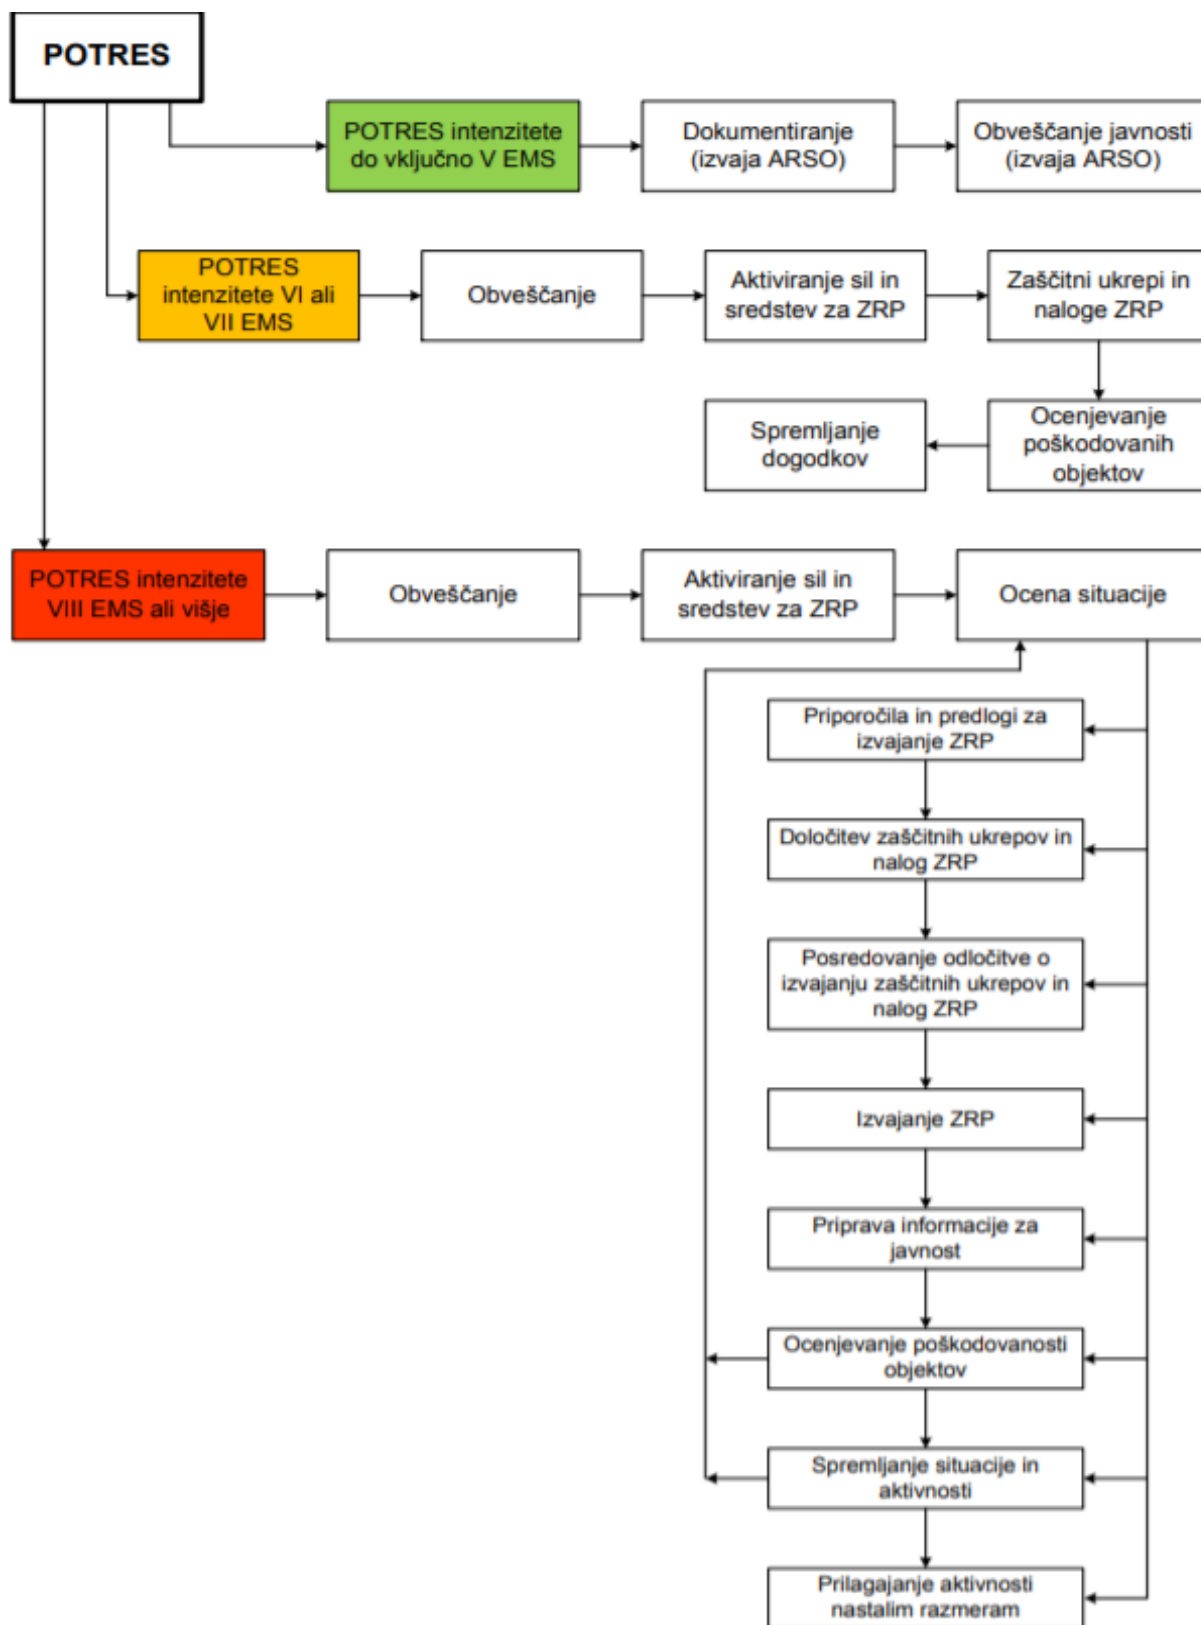 POTRES
POTRES intenzitete
do vključno V EMS
Dokumentiranje
(izvaja ARSO)
Obveščanje javnosti
(izvaja ARSO)
POTRES
intenzitete VI ali
VII EMS
Obveščanje
Aktiviranje sil in
sredstev za ZRP
Zaščitni ukrepi in
naloge ZRP
Ocenjevanje
poškodovanih
objektov
Spremljanje
dogodkov
POTRES intenzitete
VIII EMS ali višje
Obveščanje
Aktiviranje sil in
sredstev za ZRP
Ocena situacije
Priporočila in predlogi za
izvajanje ZRP
Določitev zaščitnih ukrepov in
nalog ZRP
Posredovanje odločitve o
izvajanju zaščitnih ukrepov in
nalog ZRP
Izvajanje ZRP
Priprava informacije za
javnost
Ocenjevanje poškodovanosti
objektov
Spremljanje situacije in
aktivnosti
Prilagajanje aktivnosti
nastalim razmeram